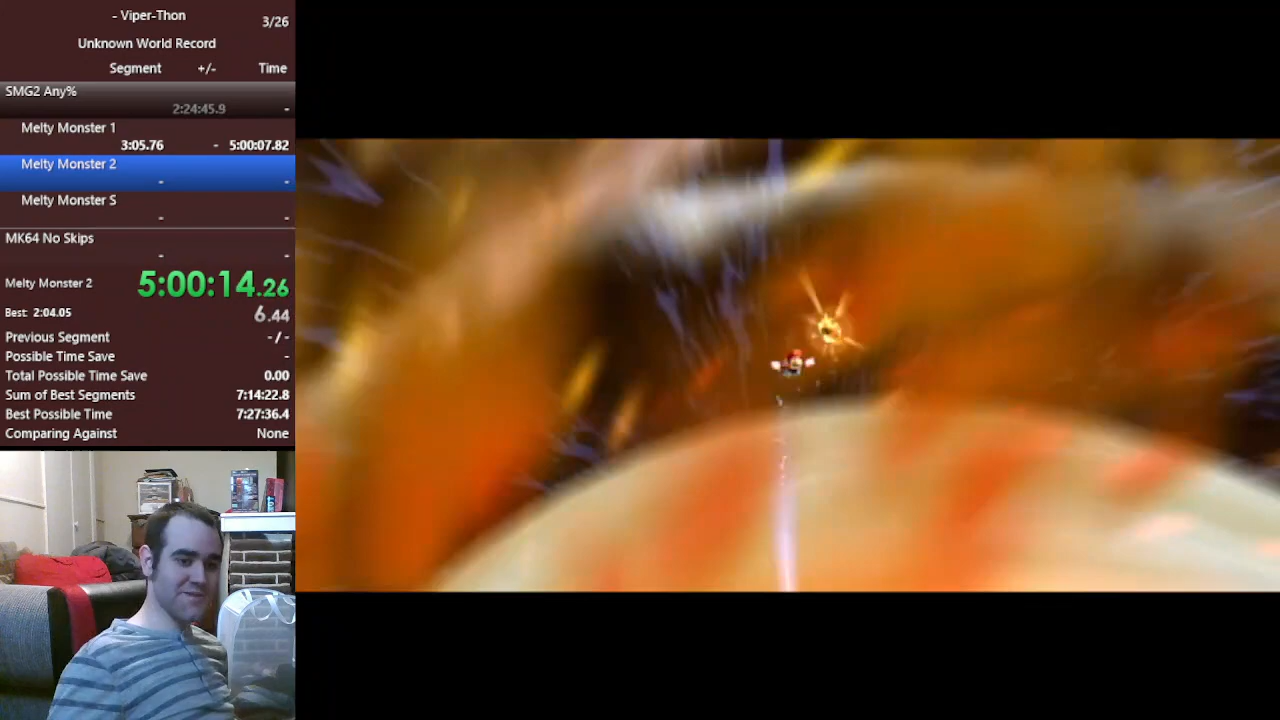 - Viper-Thon
3/26
Unknown World Record
Segment +/- Time
SMG2 Any%
2:24:45.9 -
Melty Monster 1
3:05.76 - 5:00:07.82
Melty Monster 2
- -
Melty Monster S
- -
MK64 No Skips
- -
Melty Monster 2 5:00:14.26
Best: 2:04.05 6.44
Previous Segment - / -
Possible Time Save -
Total Possible Time Save 0.00
Sum of Best Segments 7:14:22.8
Best Possible Time 7:27:36.4
Comparing Against None